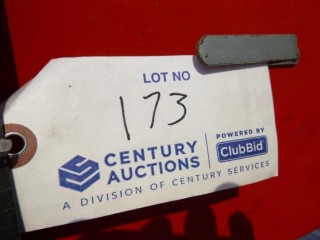 LOT NO
173
CENTURY AUCTIONS
POWERED BY
ClubBid
A DIVISION OF CENTURY SERVICES